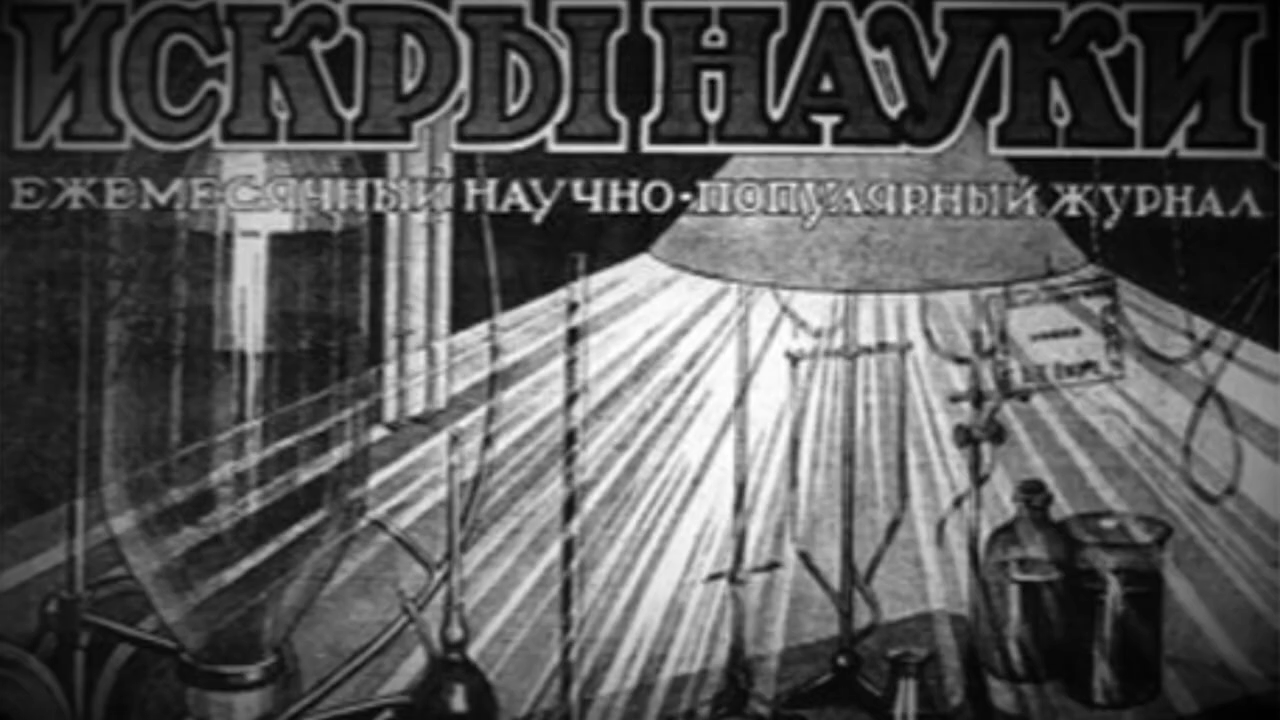 ИСКРЫ НАУКИ
ЕЖЕМЕСЯЧНЫЙ НАУЧНО-ПОПУЛЯРНЫЙ ЖУРНАЛ